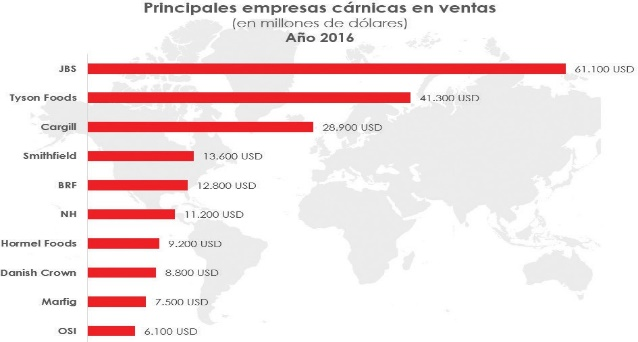 Principales empresas cárnicas en ventas
(en millones de dólares)
Año 2016
JBS 61.100 USD
Tyson Foods 41.300 USD
Cargill 28.900 USD
Smithfield 13.600 USD
BRF 12.800 USD
NH 11.200 USD
Hormel Foods 9.200 USD
Danish Crown 8.800 USD
Marfig 7.500 USD
OSI 6.100 USD